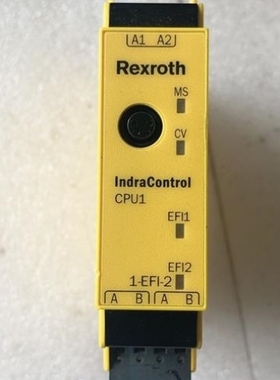 A1 A2
Rexroth
MS
CV
IndraControl
CPU1
EFI1
EFI2
1-EFI-2
A B A B